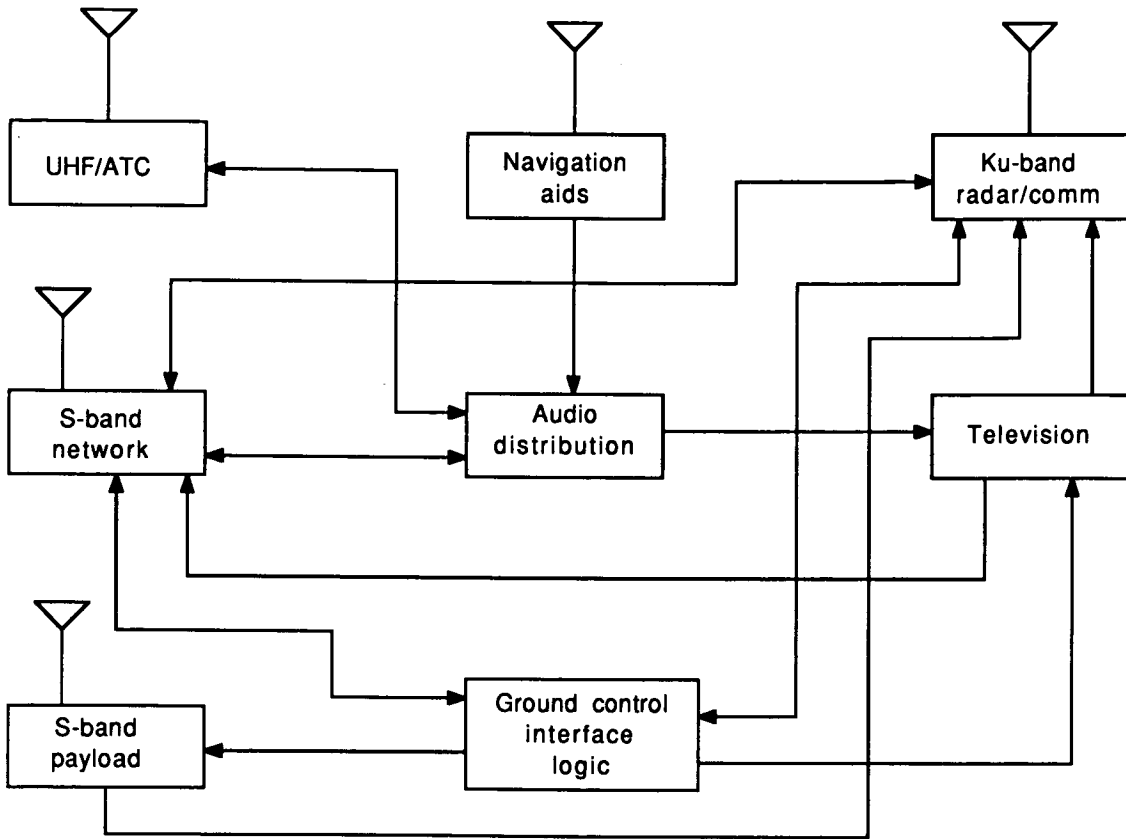 UHF/ATC
Navigation
aids
Ku-band
radar/comm
S-band
network
Audio
distribution
Television
S-band
payload
Ground control
interface
logic